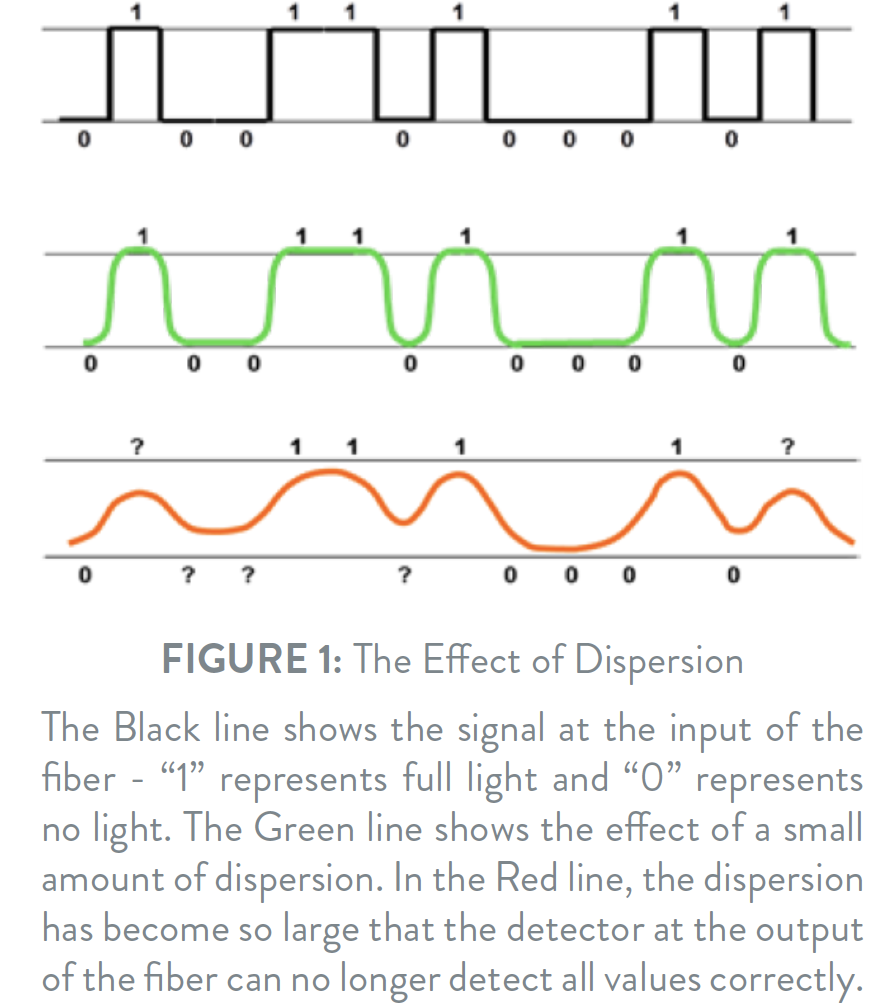 1 1 1 1 1 1
0 0 0 0 0 0 0 0
1 1 1 1 1 1
0 0 0 0 0 0 0 0
? 1 1 1 1 ?
0 ? ? ? 0 0 0 0
FIGURE 1: The Effect of Dispersion
The Black line shows the signal at the input of the
fiber - “1” represents full light and “0” represents
no light. The Green line shows the effect of a small
amount of dispersion. In the Red line, the dispersion
has become so large that the detector at the output
of the fiber can no longer detect all values correctly.